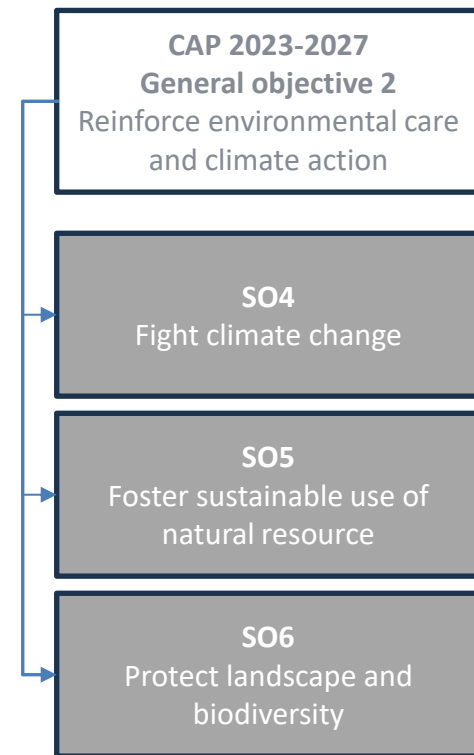 CAP 2023-2027
General objective 2
Reinforce environmental care
and climate action
SO4
Fight climate change
SO5
Foster sustainable use of
natural resource
SO6
Protect landscape and
biodiversity